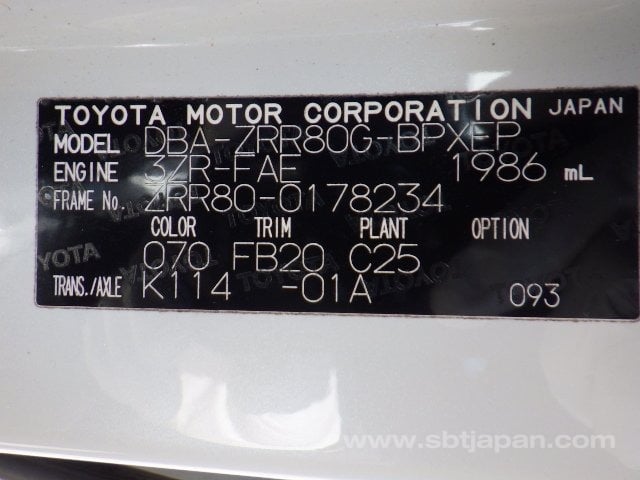 TOYOTA MOTOR CORPORATION JAPAN
MODEL DBA-ZRR80G-BPXEP
ENGINE 3ZR-FAE 1986 mL
FRAME No. ZRR80-0178234
COLOR TRIM PLANT OPTION
070 FB20 C25
TRANS./AXLE K114 -01A 093
www.sbtjapan.com